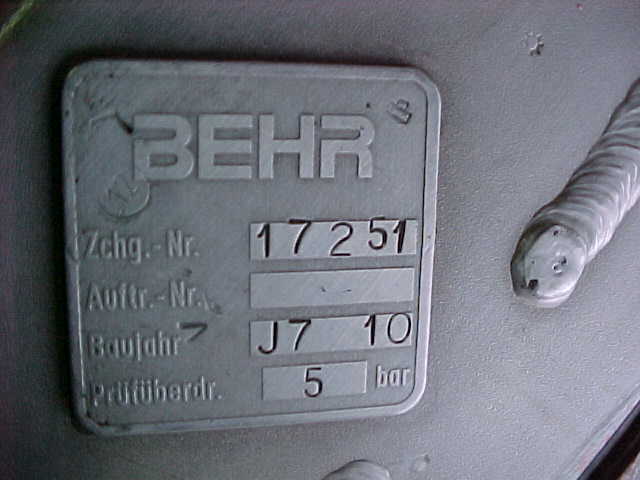 BEHR
Zchg.-Nr. 17251
Auftr.-Nr.
Baujahr J7 10
Prüfüberdr. 5 bar